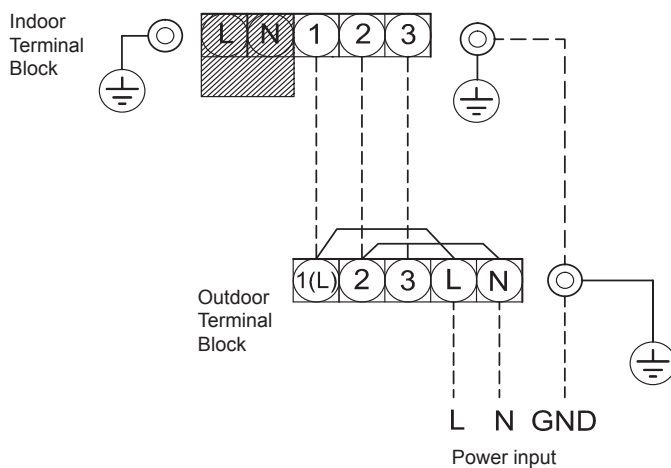 Indoor
Terminal
Block
L N 1 2 3
1(L) 2 3 L N
Outdoor
Terminal
Block
L N GND
Power input